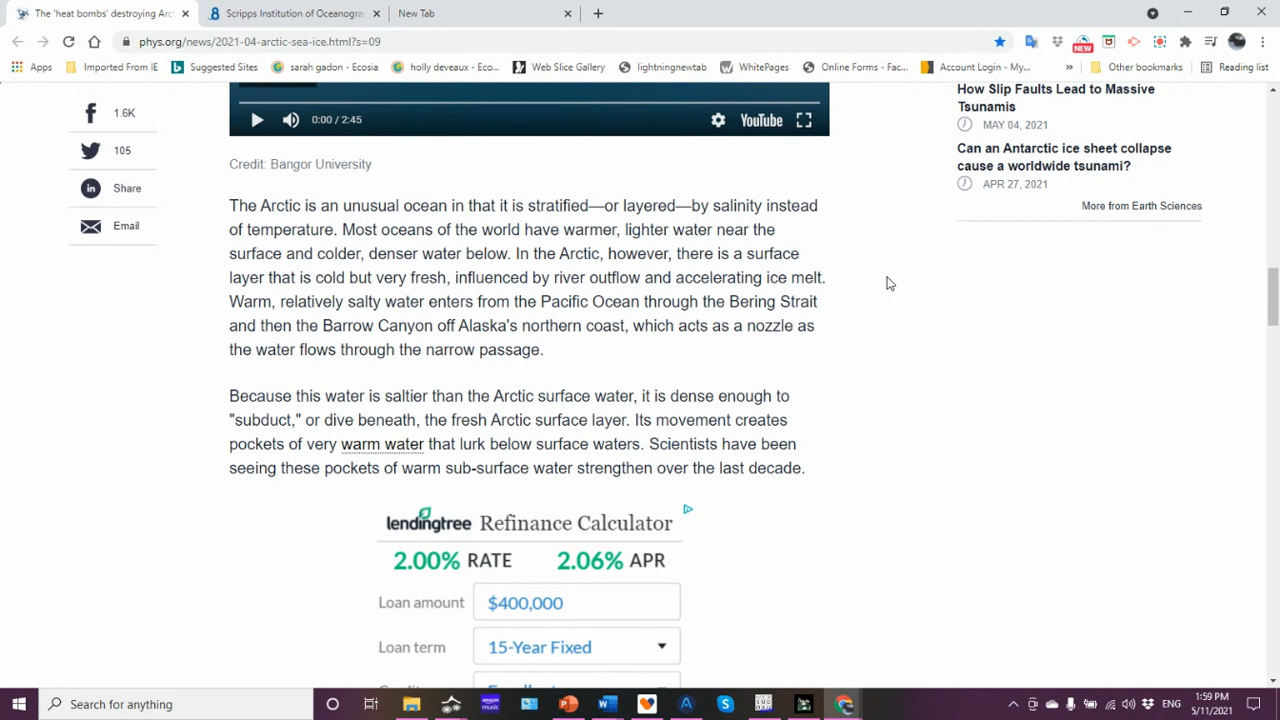 The 'heat bombs' destroying Arc
Scripps Institution of Oceanogra
New Tab
phys.org/news/2021-04-arctic-sea-ice.html?s=09
NEW
Apps
Imported From IE
Suggested Sites
sarah gadon - Ecosia
holly deveaux - Eco...
Web Slice Gallery
lightningnewtab
WhitePages
Online Forms - Fac...
Account Login - My...
»
Other bookmarks
Reading list
1.6K
105
Share
Email
0:00 / 2:45
YouTube
Credit: Bangor University
The Arctic is an unusual ocean in that it is stratified—or layered—by salinity instead
of temperature. Most oceans of the world have warmer, lighter water near the
surface and colder, denser water below. In the Arctic, however, there is a surface
layer that is cold but very fresh, influenced by river outflow and accelerating ice melt.
Warm, relatively salty water enters from the Pacific Ocean through the Bering Strait
and then the Barrow Canyon off Alaska's northern coast, which acts as a nozzle as
the water flows through the narrow passage.
Because this water is saltier than the Arctic surface water, it is dense enough to
"subduct," or dive beneath, the fresh Arctic surface layer. Its movement creates
pockets of very warm water that lurk below surface waters. Scientists have been
seeing these pockets of warm sub-surface water strengthen over the last decade.
How Slip Faults Lead to Massive
Tsunamis
MAY 04, 2021
Can an Antarctic ice sheet collapse
cause a worldwide tsunami?
APR 27, 2021
More from Earth Sciences
lendingtree Refinance Calculator
2.00% RATE 2.06% APR
Loan amount $400,000
Loan term 15-Year Fixed
Search for anything
ENG
1:59 PM
5/11/2021